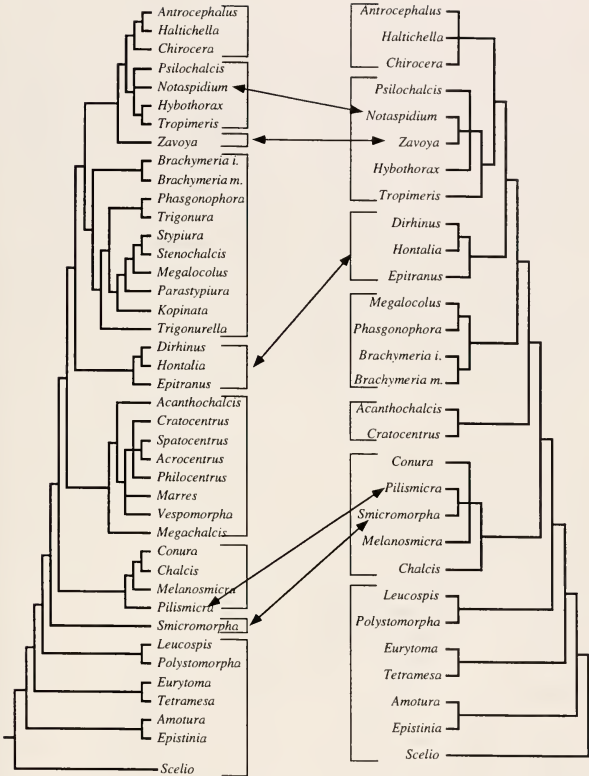 Antrocephalus
Haltichella
Chirocera
Psilochalcis
Notaspidium
Hybothorax
Tropimeris
Zavoya
Brachymeria i.
Brachymeria m.
Phasgonophora
Trigonura
Stypiura
Stenochalcis
Megalocolus
Parastypiura
Kopinata
Trigonurella
Dirhinus
Hontalia
Epitranus
Acanthochalcis
Cratocentrus
Spatocentrus
Acrocentrus
Philocentrus
Marres
Vespomorpha
Megachalcis
Conura
Chalcis
Melanosmicra
Pilismicra
Smicromorpha
Leucospis
Polystomorpha
Eurytoma
Tetramesa
Amotura
Epistinia
Scelio
Antrocephalus
Haltichella
Chirocera
Psilochalcis
Notaspidium
Zavoya
Hybothorax
Tropimeris
Dirhinus
Hontalia
Epitranus
Megalocolus
Phasgonophora
Brachymeria i.
Brachymeria m.
Acanthochalcis
Cratocentrus
Conura
Pilismicra
Smicromorpha
Melanosmicra
Chalcis
Leucospis
Polystomorpha
Eurytoma
Tetramesa
Amotura
Epistinia
Scelio